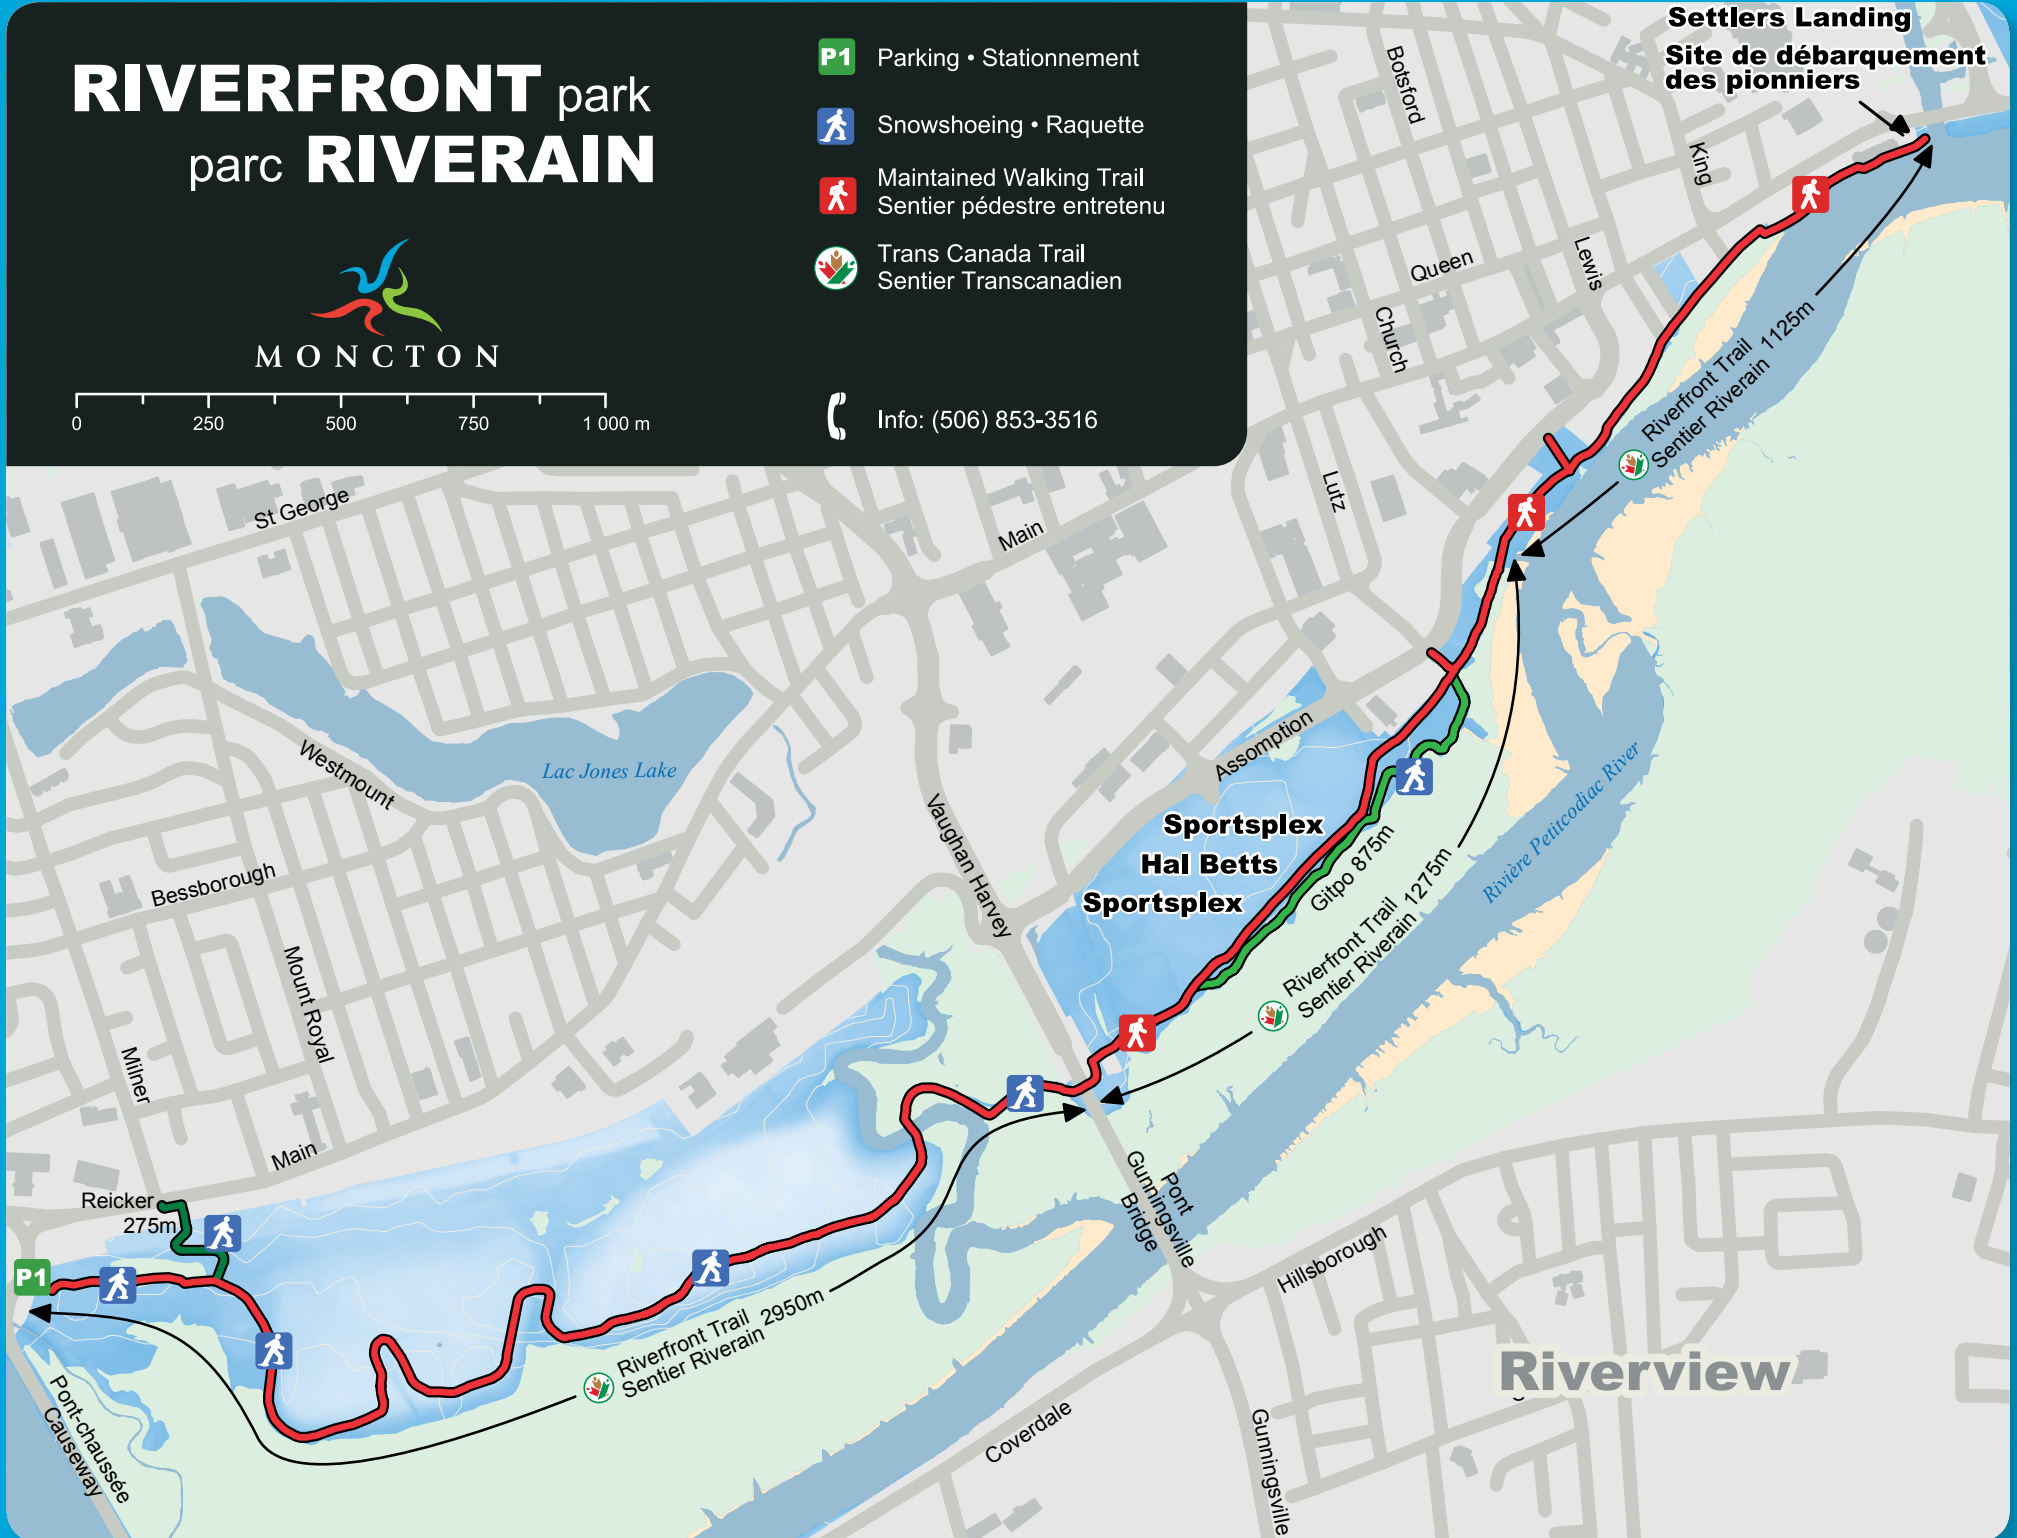 RIVERFRONT park
parc RIVERAIN
MONCTON
0 250 500 750 1 000 m
P1 Parking • Stationnement
Snowshoeing • Raquette
Maintained Walking Trail
Sentier pédestre entretenu
Trans Canada Trail
Sentier Transcanadien
Info: (506) 853-3516
Settlers Landing
Site de débarquement
des pionniers
Botsford
King
Lewis
Queen
Church
Lutz
Main
St George
Riverfront Trail
Sentier Riverain 1125m
Westmount
Lac Jones Lake
Assomption
Vaughan Harvey
Sportsplex
Hal Betts
Sportsplex
Gitpo 875m
Riverfront Trail
Sentier Riverain 1275m
Rivière Petitcodiac River
Bessborough
Mount Royal
Milner
Main
Reicker
275m
P1
Riverfront Trail
Sentier Riverain 2950m
Pont
Gunningsville
Bridge
Hillsborough
Riverview
Coverdale
Gunningsville
Pont-chaussée
Causeway